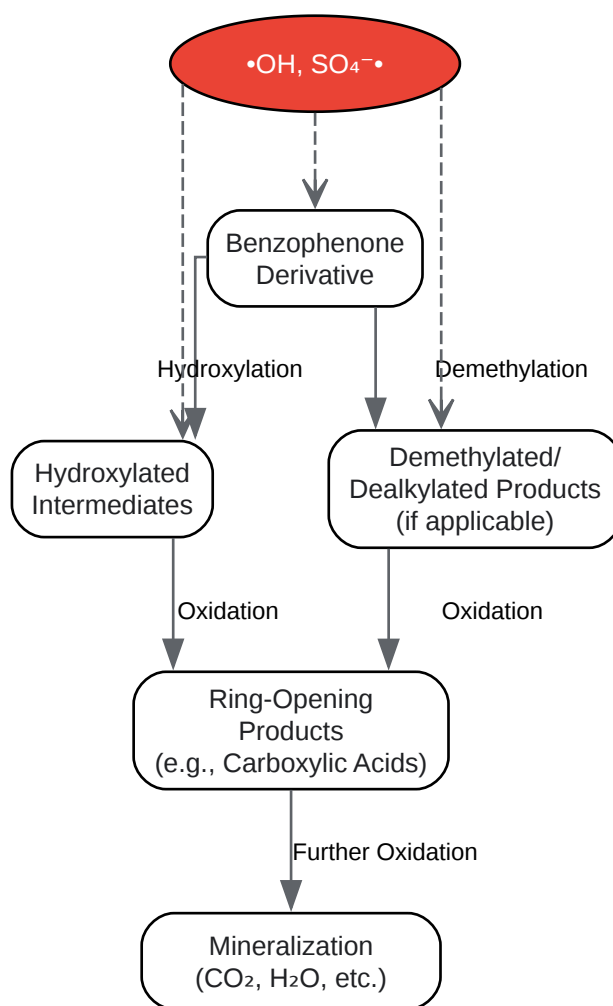 •OH, SO₄⁻•
Benzophenone
Derivative
Hydroxylation
Demethylation
Hydroxylated
Intermediates
Demethylated/
Dealkylated Products
(if applicable)
Oxidation
Oxidation
Ring-Opening
Products
(e.g., Carboxylic Acids)
Further Oxidation
Mineralization
(CO₂, H₂O, etc.)